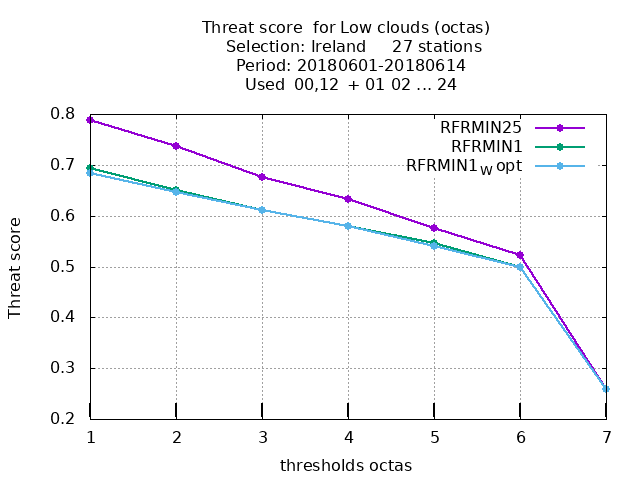 Threat score  for Low clouds (octas)
Selection: Ireland     27 stations
Period: 20180601-20180614
Used  00,12  + 01 02 ... 24
RFRMIN25
RFRMIN1
RFRMIN1w opt
0.8
0.7
0.6
0.5
0.4
0.3
0.2
Threat score
1 2 3 4 5 6 7
thresholds octas